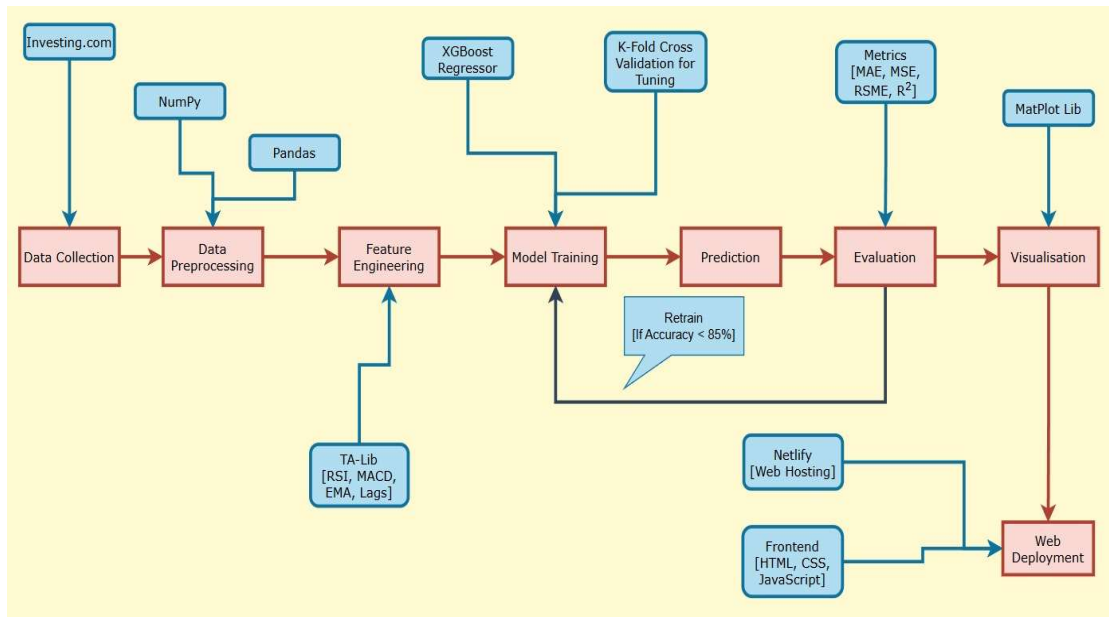 Investing.com
NumPy
Pandas
XGBoost
Regressor
K-Fold Cross
Validation for
Tuning
Metrics
[MAE, MSE,
RSME, R²]
MatPlot Lib
Data Collection
Data
Preprocessing
Feature
Engineering
Model Training
Prediction
Evaluation
Visualisation
Retrain
[If Accuracy < 85%]
TA-Lib
[RSI, MACD,
EMA, Lags]
Netlify
[Web Hosting]
Frontend
[HTML, CSS,
JavaScript]
Web
Deployment